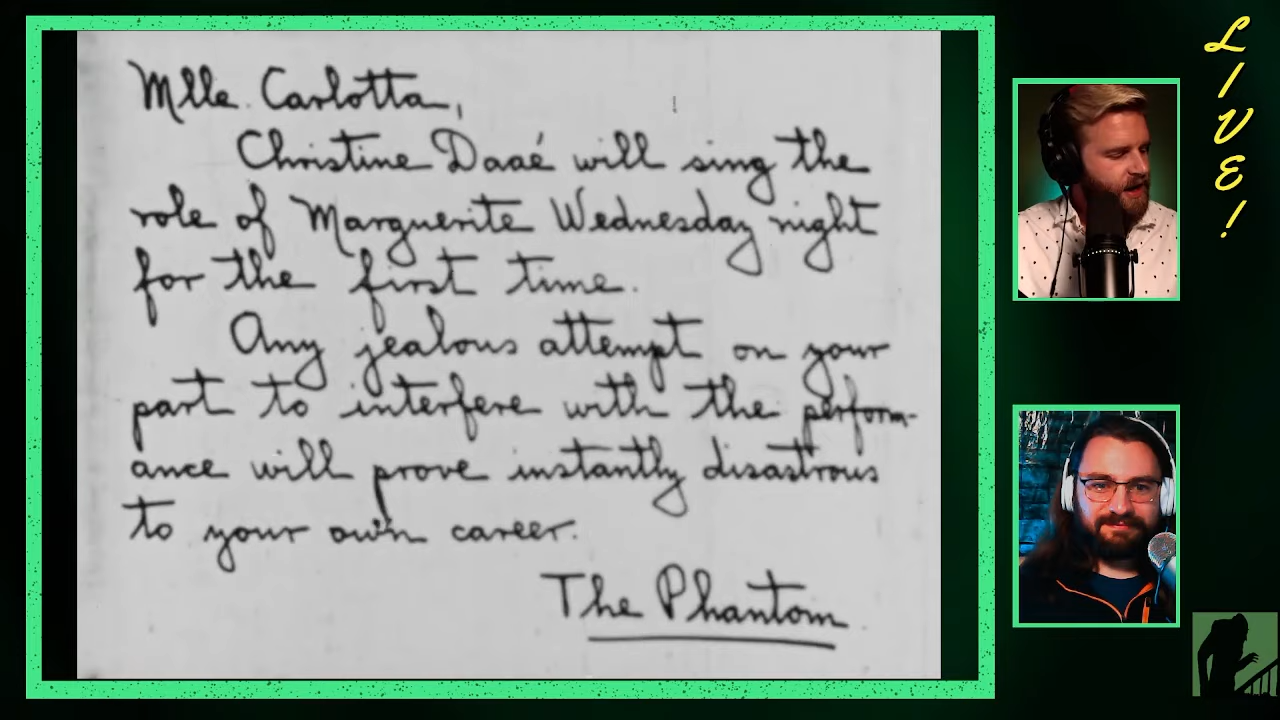 Mlle. Carlotta,
Christine Daaé will sing the
role of Marguerite Wednesday night
for the first time.
Any jealous attempt on your
part to interfere with the perform-
ance will prove instantly disastrous
to your own career.
The Phantom
LIVE!